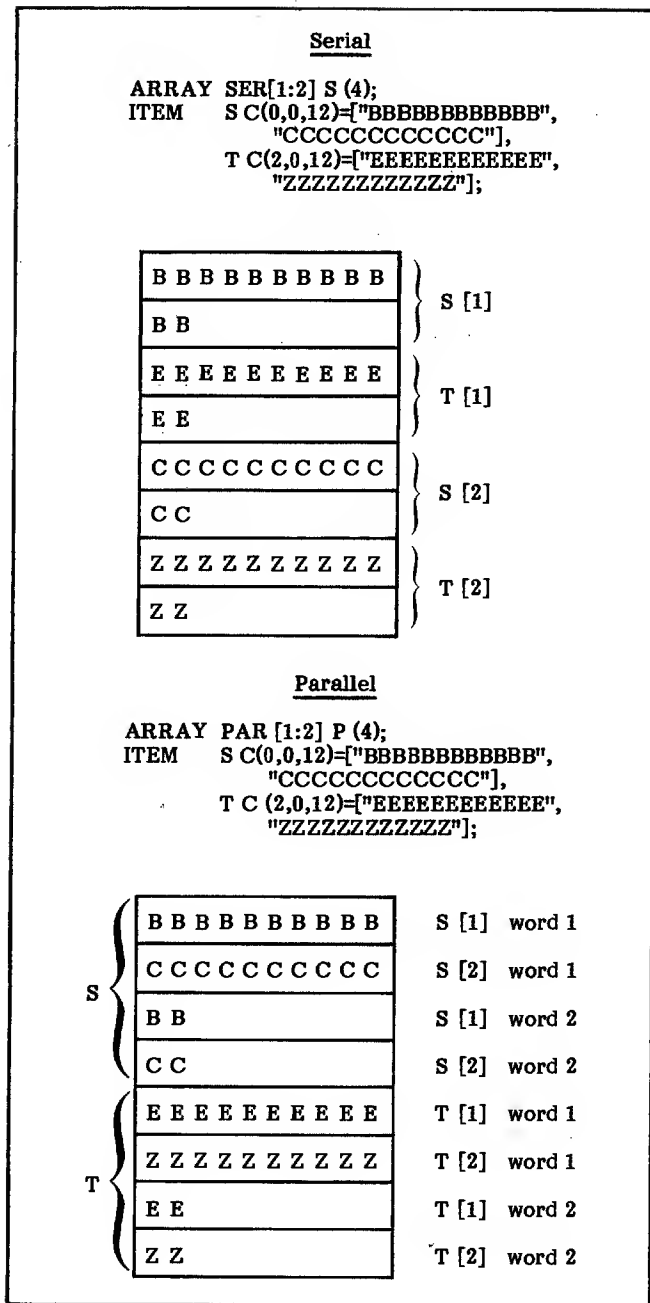 Serial
ARRAY SER[1:2] S (4);
ITEM S C(0,0,12)=["BBBBBBBBBBBB",
"CCCCCCCCCCCC"],
T C(2,0,12)=["EEEEEEEEEEEE",
"ZZZZZZZZZZZZ"];
B B B B B B B B B B
S [1]
B B
E E E E E E E E E E
T [1]
E E
C C C C C C C C C C
S [2]
C C
Z Z Z Z Z Z Z Z Z Z
T [2]
Z Z
Parallel
ARRAY PAR [1:2] P (4);
ITEM S C(0,0,12)=["BBBBBBBBBBBB",
"CCCCCCCCCCCC"],
T C (2,0,12)=["EEEEEEEEEEEE",
"ZZZZZZZZZZZZ"];
B B B B B B B B B B S [1] word 1
C C C C C C C C C C S [2] word 1
S
B B S [1] word 2
C C S [2] word 2
E E E E E E E E E E T [1] word 1
Z Z Z Z Z Z Z Z Z Z T [2] word 1
T
E E T [1] word 2
Z Z T [2] word 2